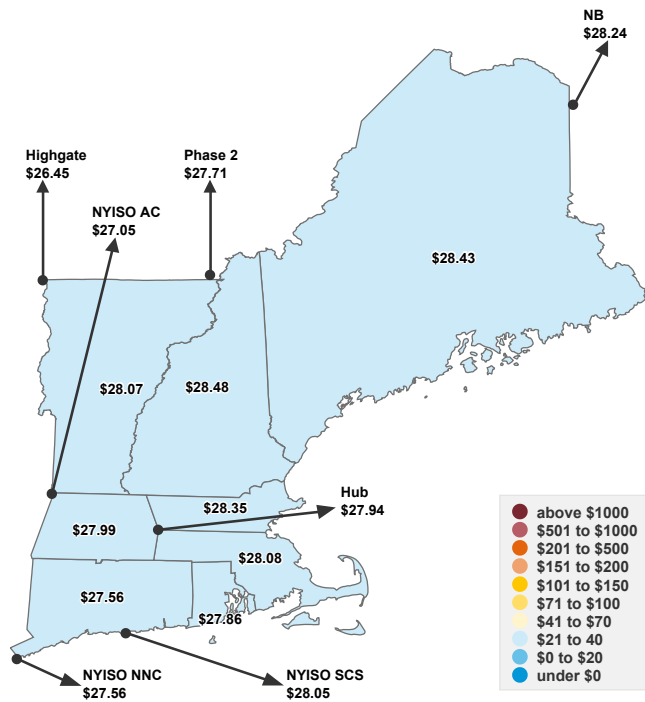 NB
$28.24
Highgate
$26.45
Phase 2
$27.71
NYISO AC
$27.05
$28.43
$28.07
$28.48
Hub
$27.94
$28.35
$27.99
$28.08
$27.56
$27.86
NYISO NNC
$27.56
NYISO SCS
$28.05
above $1000
$501 to $1000
$201 to $500
$151 to $200
$101 to $150
$71 to $100
$41 to $70
$21 to 40
$0 to $20
under $0